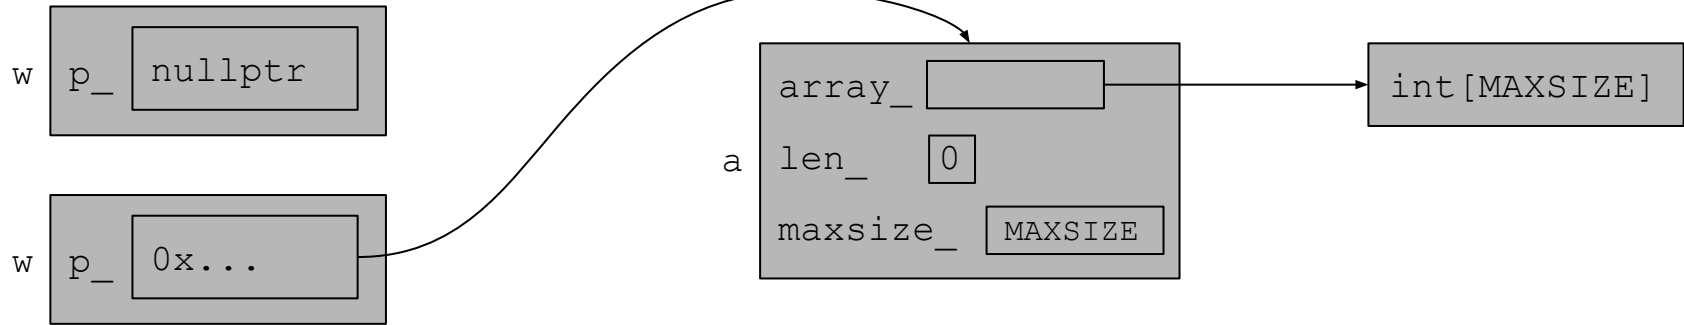 w p_ nullptr
w p_ 0x...
a
array_
len_ 0
maxsize_ MAXSIZE
int[MAXSIZE]